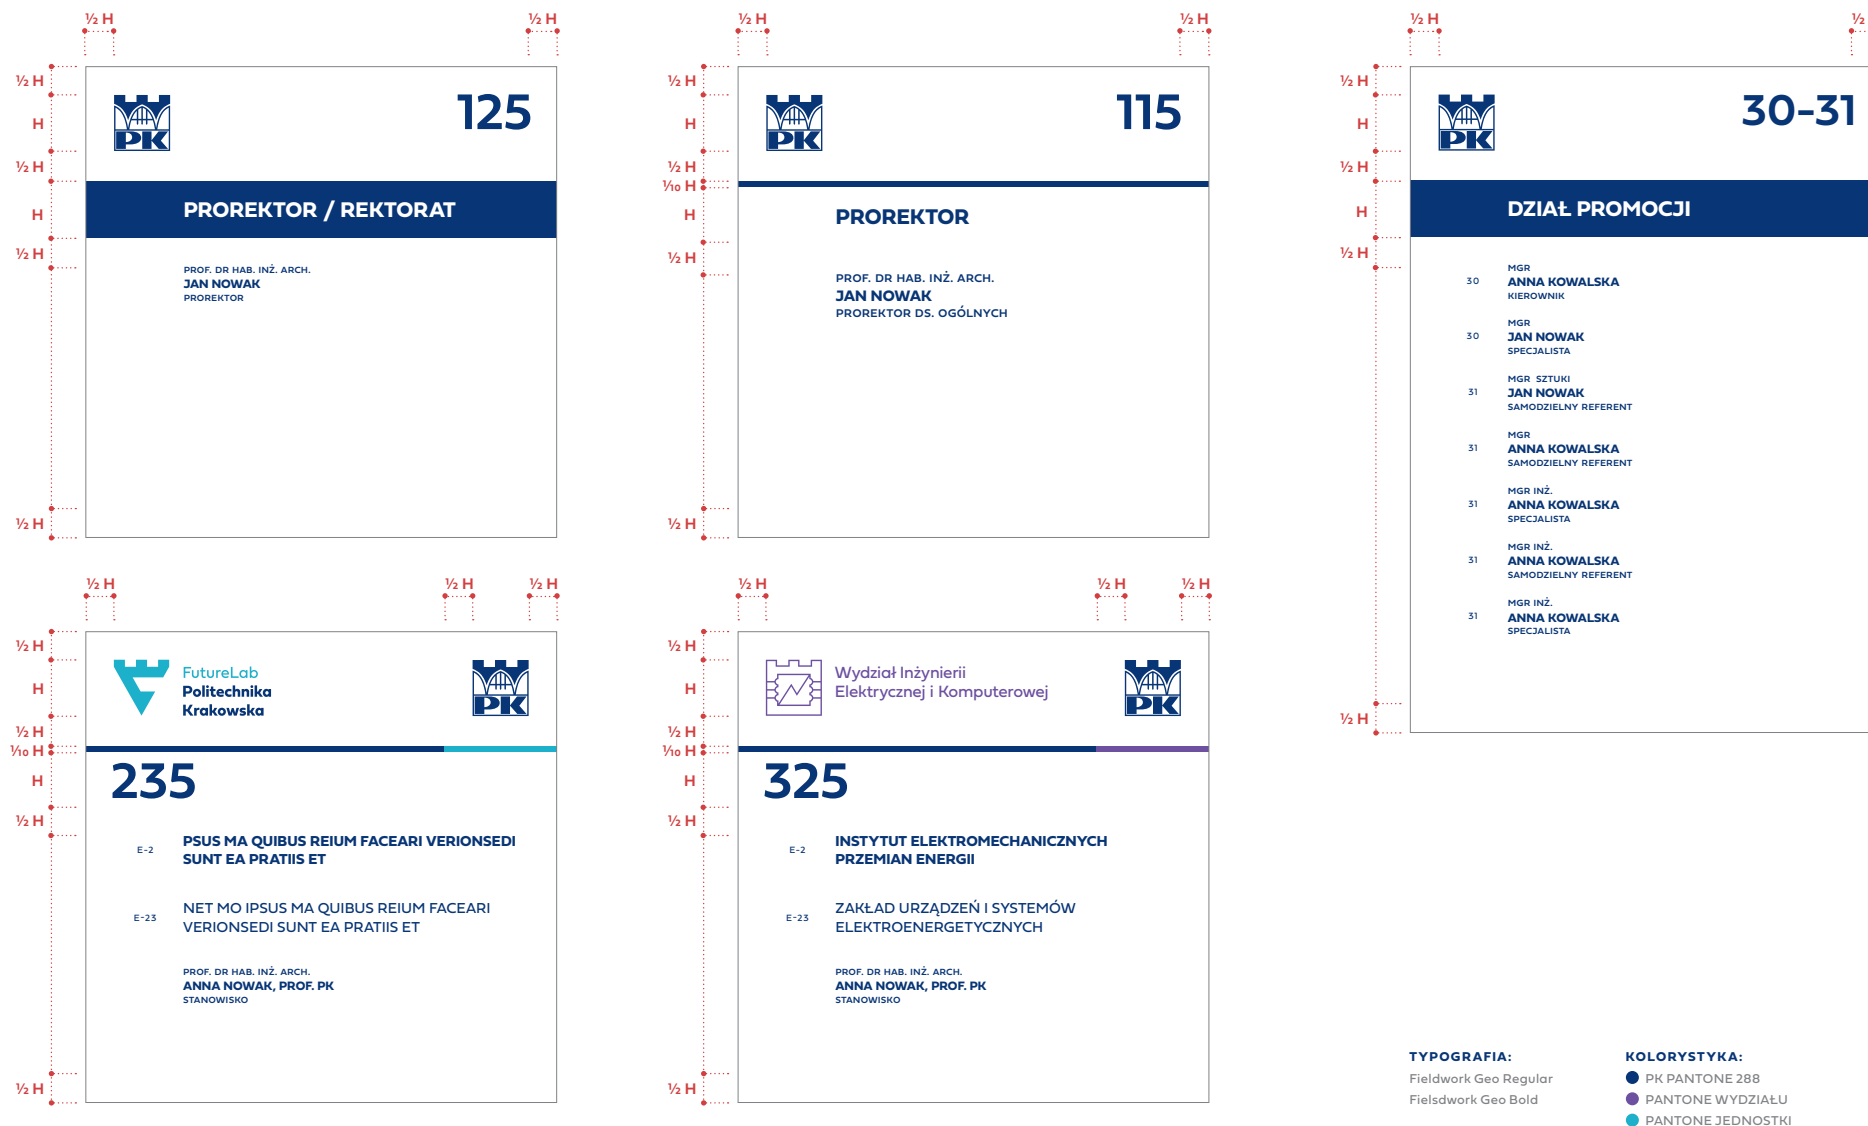 ½ H
½ H
½ H
H
½ H
H
½ H
½ H
PK
125
PROREKTOR / REKTORAT
PROF. DR HAB. INŻ. ARCH.
JAN NOWAK
PROREKTOR
½ H
½ H
½ H
H
½ H
⅒ H
H
½ H
½ H
PK
115
PROREKTOR
PROF. DR HAB. INŻ. ARCH.
JAN NOWAK
PROREKTOR DS. OGÓLNYCH
½ H
½
½ H
H
½ H
H
½ H
½ H
PK
30-31
DZIAŁ PROMOCJI
MGR
30 ANNA KOWALSKA
KIEROWNIK
MGR
30 JAN NOWAK
SPECJALISTA
MGR SZTUKI
31 JAN NOWAK
SAMODZIELNY REFERENT
MGR
31 ANNA KOWALSKA
SAMODZIELNY REFERENT
MGR INŻ.
31 ANNA KOWALSKA
SPECJALISTA
MGR INŻ.
31 ANNA KOWALSKA
SAMODZIELNY REFERENT
MGR INŻ.
31 ANNA KOWALSKA
SPECJALISTA
½ H
½ H
½ H
½ H
H
½ H
⅒ H
H
½ H
½ H
FutureLab
Politechnika
Krakowska
PK
235
E-2
PSUS MA QUIBUS REIUM FACEARI VERIONSEDI
SUNT EA PRATIIS ET
E-23
NET MO IPSUS MA QUIBUS REIUM FACEARI
VERIONSEDI SUNT EA PRATIIS ET
PROF. DR HAB. INŻ. ARCH.
ANNA NOWAK, PROF. PK
STANOWISKO
½ H
½ H
½ H
½ H
H
½ H
⅒ H
H
½ H
½ H
Wydział Inżynierii
Elektrycznej i Komputerowej
PK
325
E-2
INSTYTUT ELEKTROMECHANICZNYCH
PRZEMIAN ENERGII
E-23
ZAKŁAD URZĄDZEŃ I SYSTEMÓW
ELEKTROENERGETYCZNYCH
PROF. DR HAB. INŻ. ARCH.
ANNA NOWAK, PROF. PK
STANOWISKO
TYPOGRAFIA:
Fieldwork Geo Regular
Fielsdwork Geo Bold
KOLORYSTYKA:
PK PANTONE 288
PANTONE WYDZIAŁU
PANTONE JEDNOSTKI